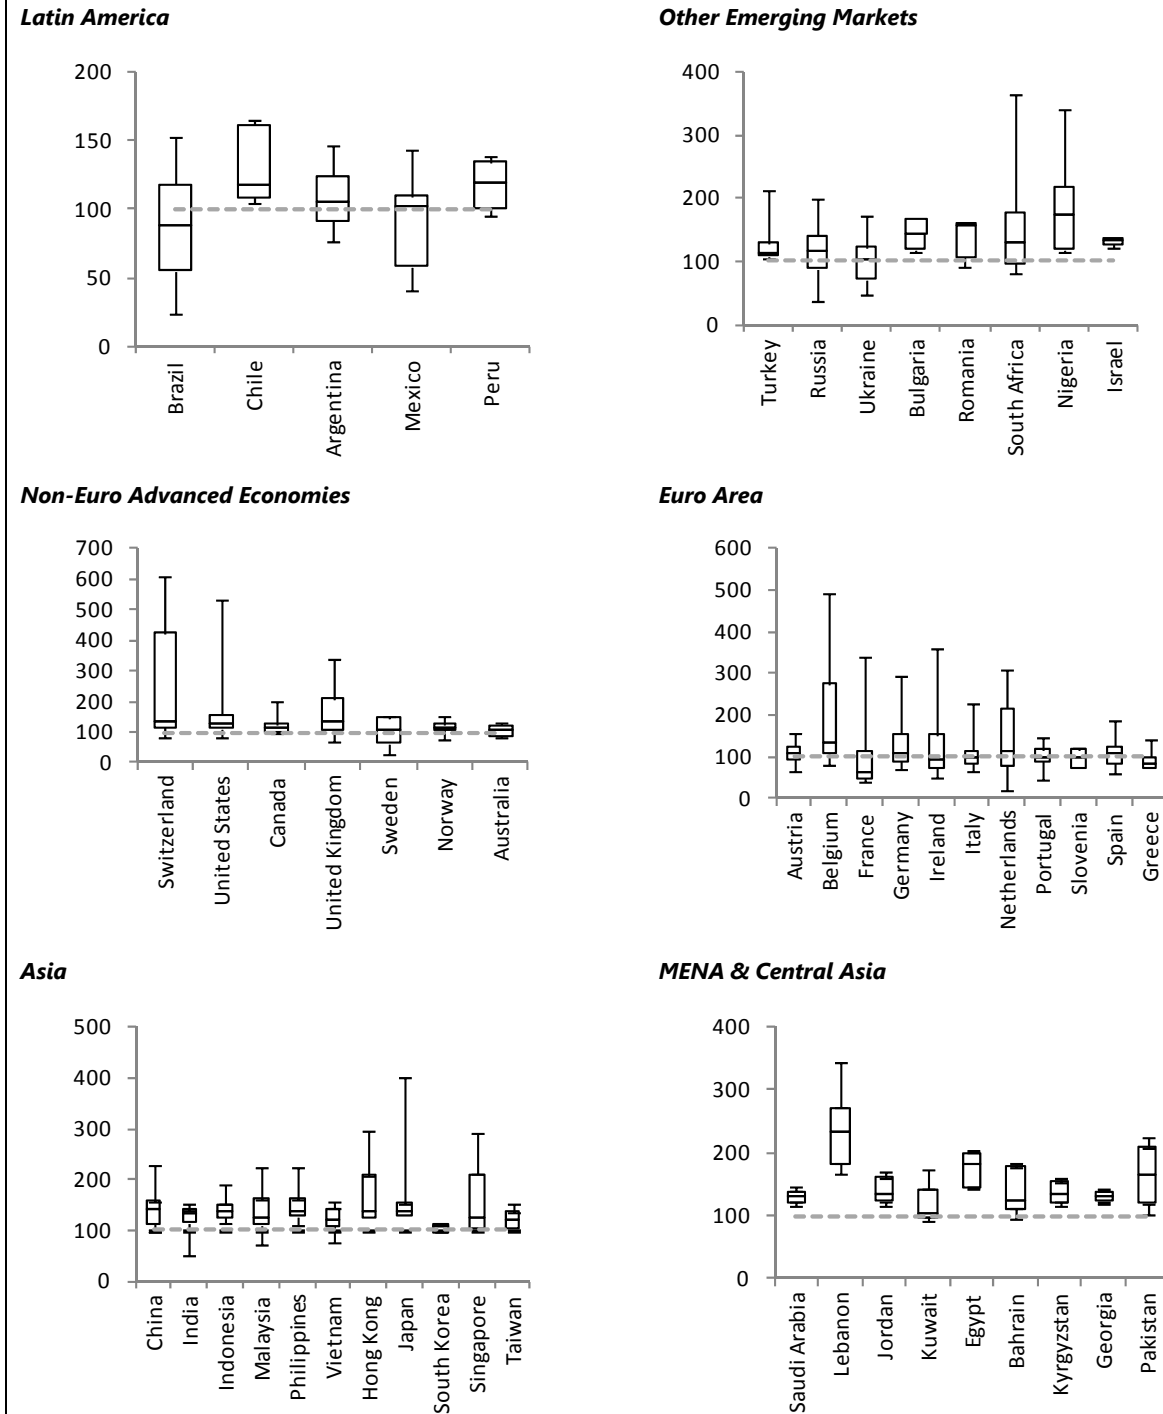 Latin America
200
150
100
50
0
Brazil
Chile
Argentina
Mexico
Peru
Other Emerging Markets
400
300
200
100
0
Turkey
Russia
Ukraine
Bulgaria
Romania
South Africa
Nigeria
Israel
Non-Euro Advanced Economies
700
600
500
400
300
200
100
0
Switzerland
United States
Canada
United Kingdom
Sweden
Norway
Australia
Euro Area
600
500
400
300
200
100
0
Austria
Belgium
France
Germany
Ireland
Italy
Netherlands
Portugal
Slovenia
Spain
Greece
Asia
500
400
300
200
100
0
China
India
Indonesia
Malaysia
Philippines
Vietnam
Hong Kong
Japan
South Korea
Singapore
Taiwan
MENA & Central Asia
400
300
200
100
0
Saudi Arabia
Lebanon
Jordan
Kuwait
Egypt
Bahrain
Kyrgyzstan
Georgia
Pakistan